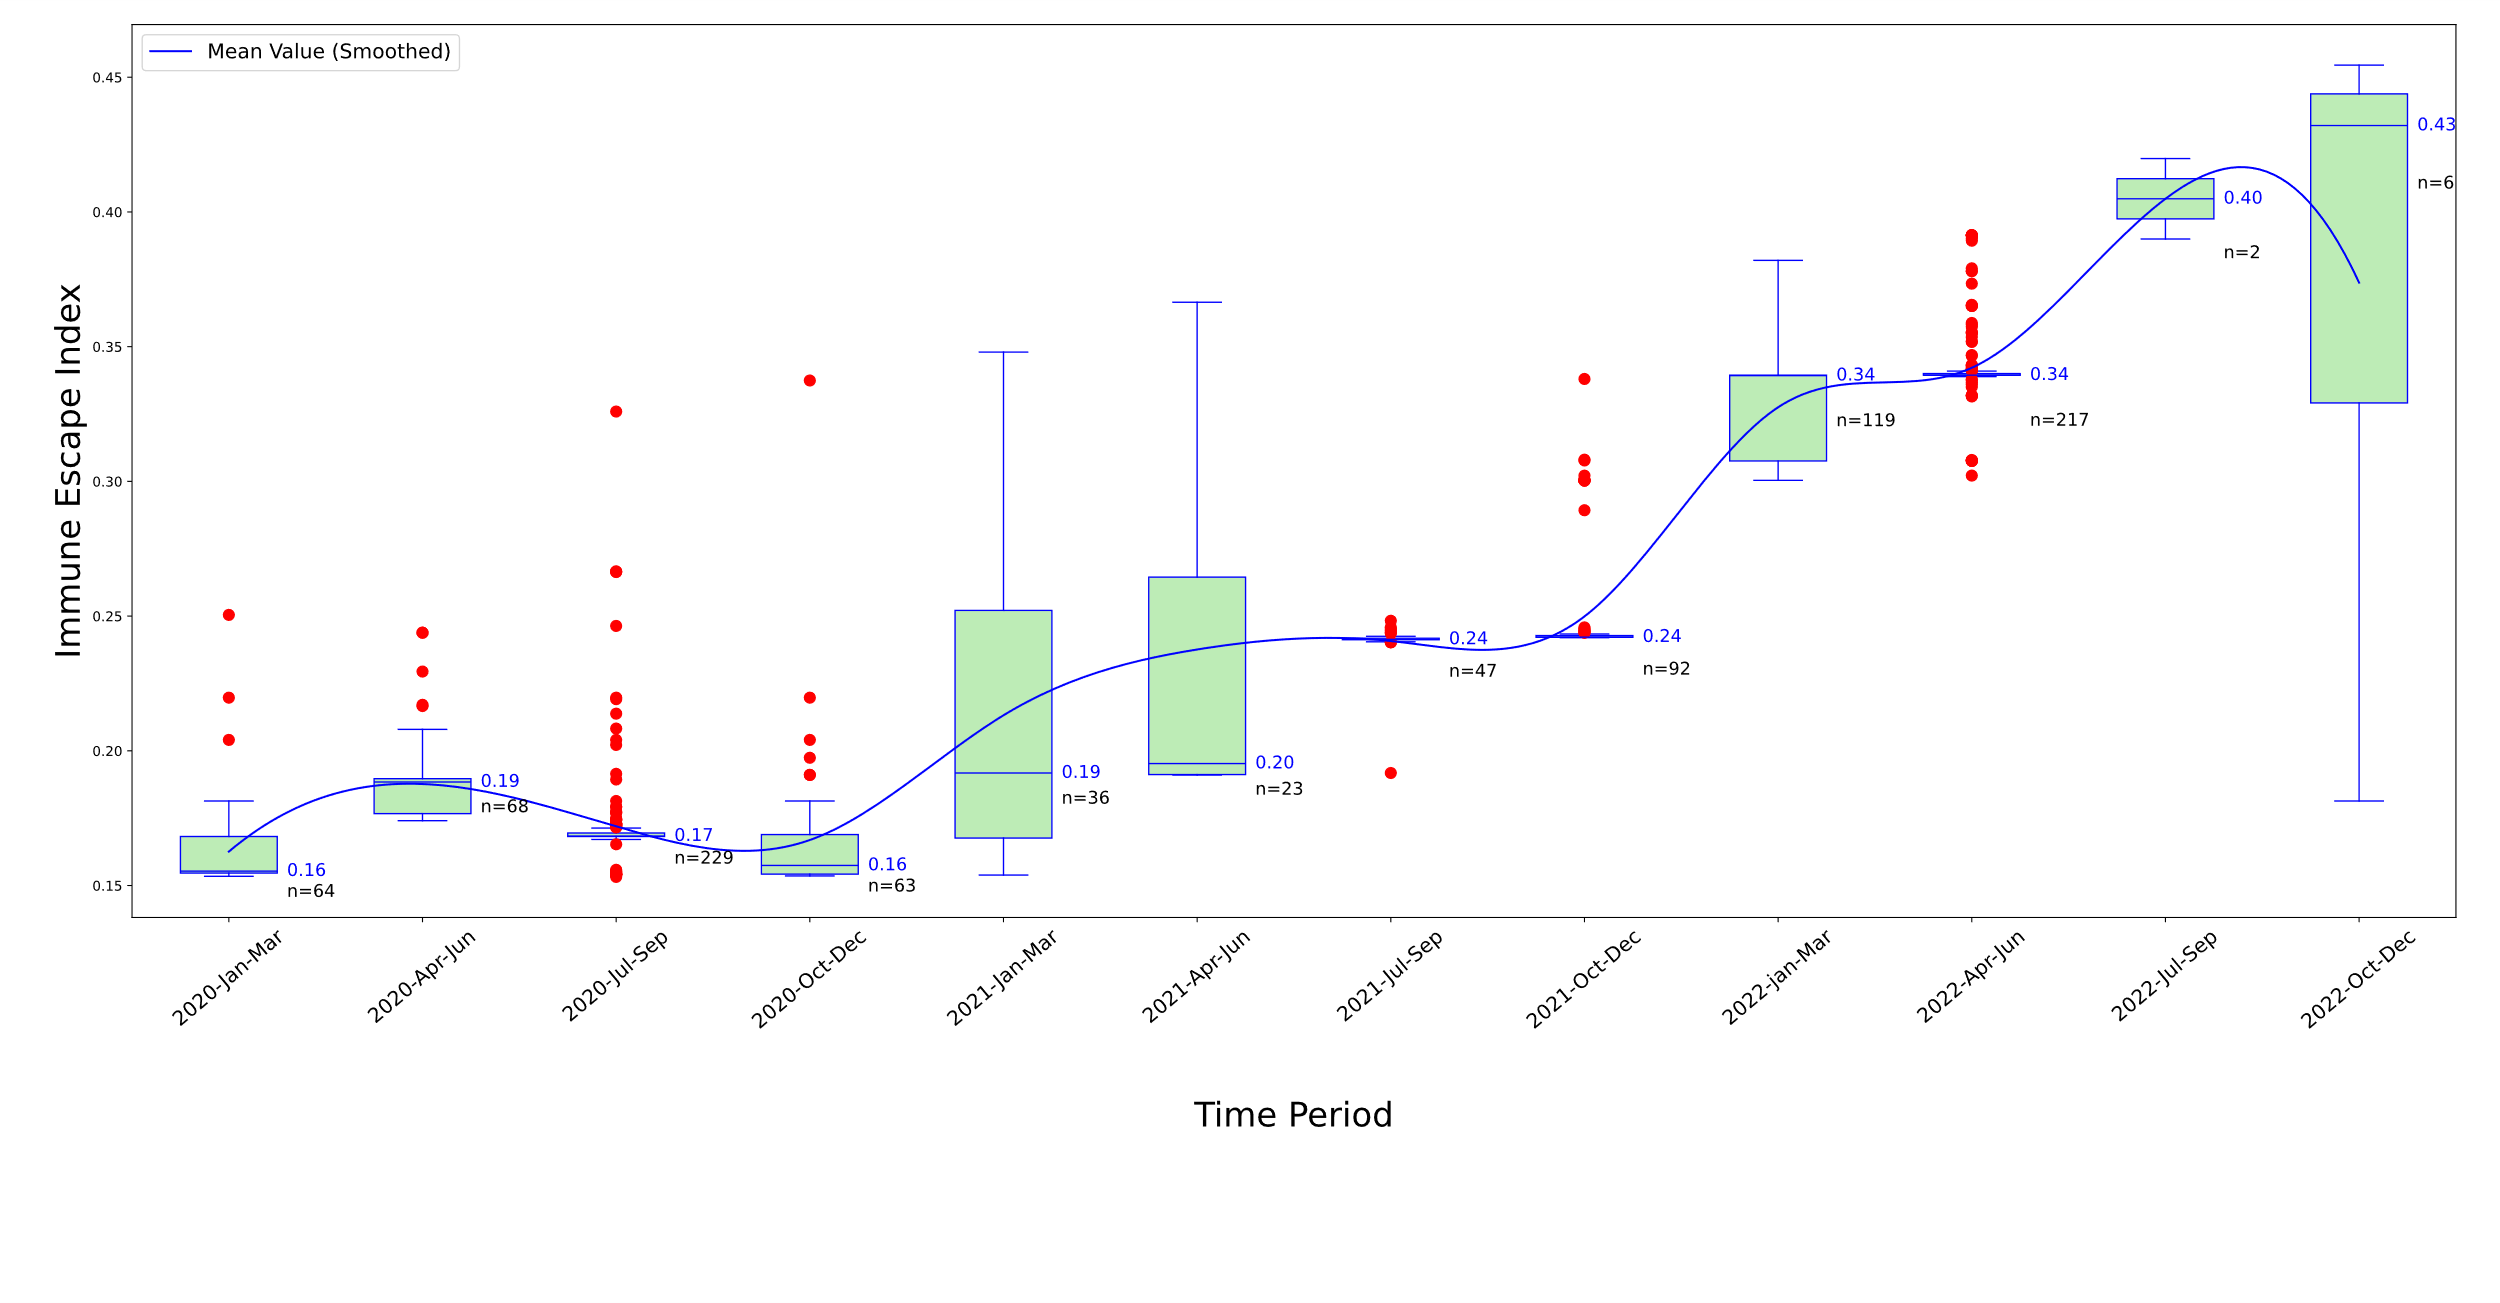 Mean Value (Smoothed)
Immune Escape Index
0.45
0.40
0.35
0.30
0.25
0.20
0.15
0.16
n=64
0.19
n=68
0.17
n=229
0.16
n=63
0.19
n=36
0.20
n=23
0.24
n=47
0.24
n=92
0.34
n=119
0.34
n=217
0.40
n=2
0.43
n=6
2020-Jan-Mar
2020-Apr-Jun
2020-Jul-Sep
2020-Oct-Dec
2021-Jan-Mar
2021-Apr-Jun
2021-Jul-Sep
2021-Oct-Dec
2022-jan-Mar
2022-Apr-Jun
2022-Jul-Sep
2022-Oct-Dec
Time Period